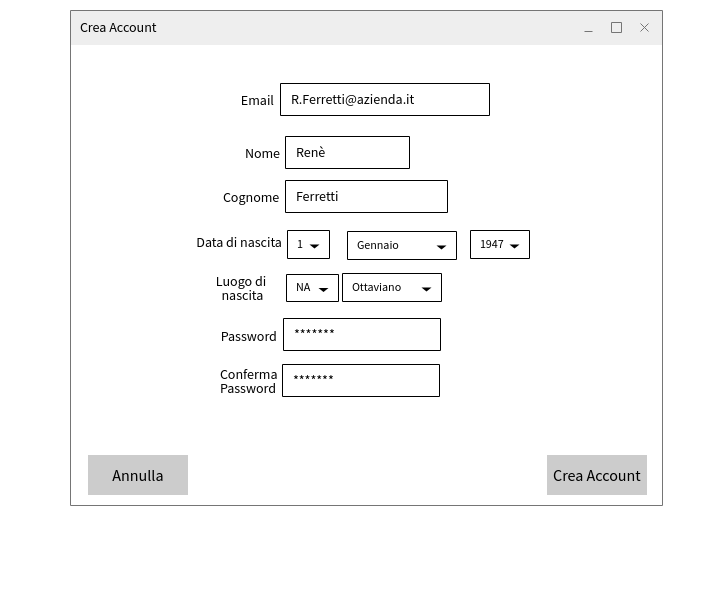 Crea Account
Email R.Ferretti@azienda.it
Nome Renè
Cognome Ferretti
Data di nascita 1 Gennaio 1947
Luogo di
nascita NA Ottaviano
Password *******
Conferma
Password *******
Annulla Crea Account